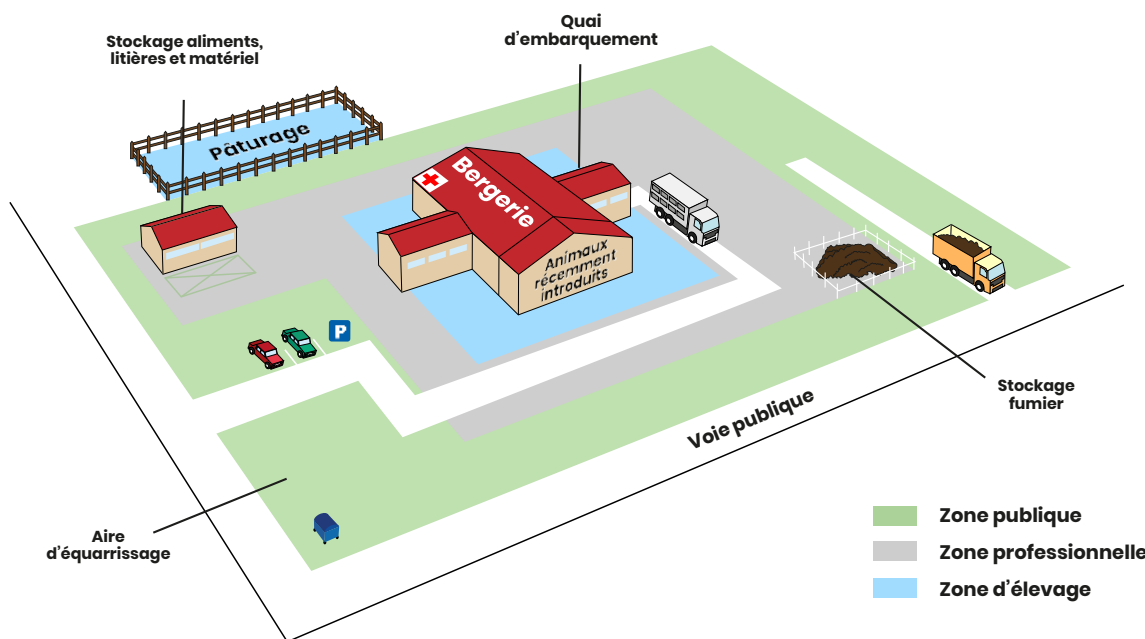 Quai
d'embarquement
Stockage aliments,
litières et matériel
Pâturage
Bergerie
Animaux
récemment
introduits
P
Stockage
fumier
Voie publique
Aire
d'équarrissage
Zone publique
Zone professionnelle
Zone d'élevage